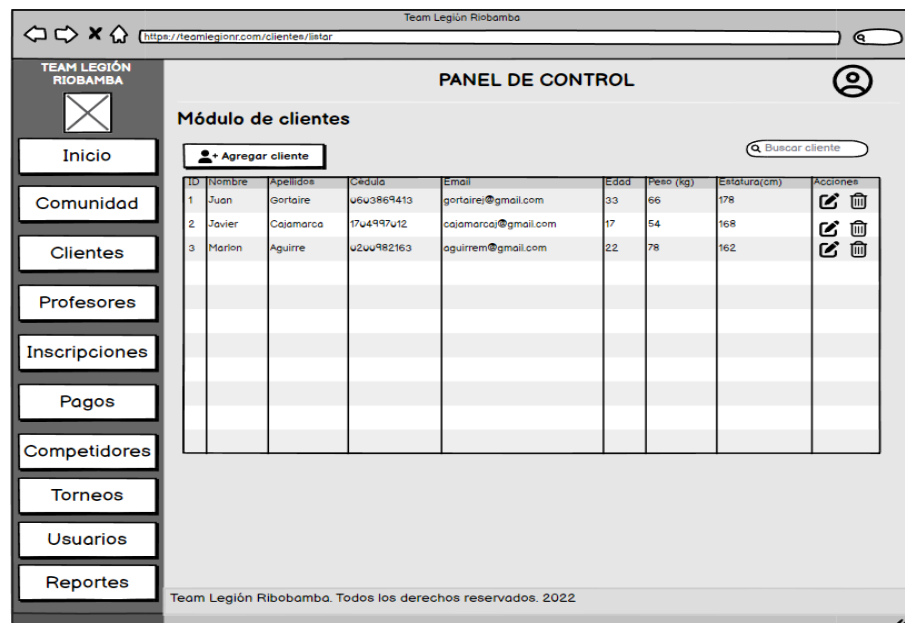 Team Legión Riobamba
https://teamlegionr.com/clientes/listar
TEAM LEGIÓN
RIOBAMBA
PANEL DE CONTROL
Módulo de clientes
Inicio
Comunidad
Clientes
Profesores
Inscripciones
Pagos
Competidores
Torneos
Usuarios
Reportes
+ Agregar cliente
Buscar cliente
ID Nombre Apellidos Cédula Email Edad Peso (kg) Estatura(cm) Acciones
1 Juan Gortaire 0603869413 gortairej@gmail.com 33 66 178
2 Javier Cajamarca 1704997012 cajamarcaj@gmail.com 17 54 168
3 Marlon Aguirre 0200982163 aguirrem@gmail.com 22 78 162
Team Legión Ribobamba. Todos los derechos reservados. 2022